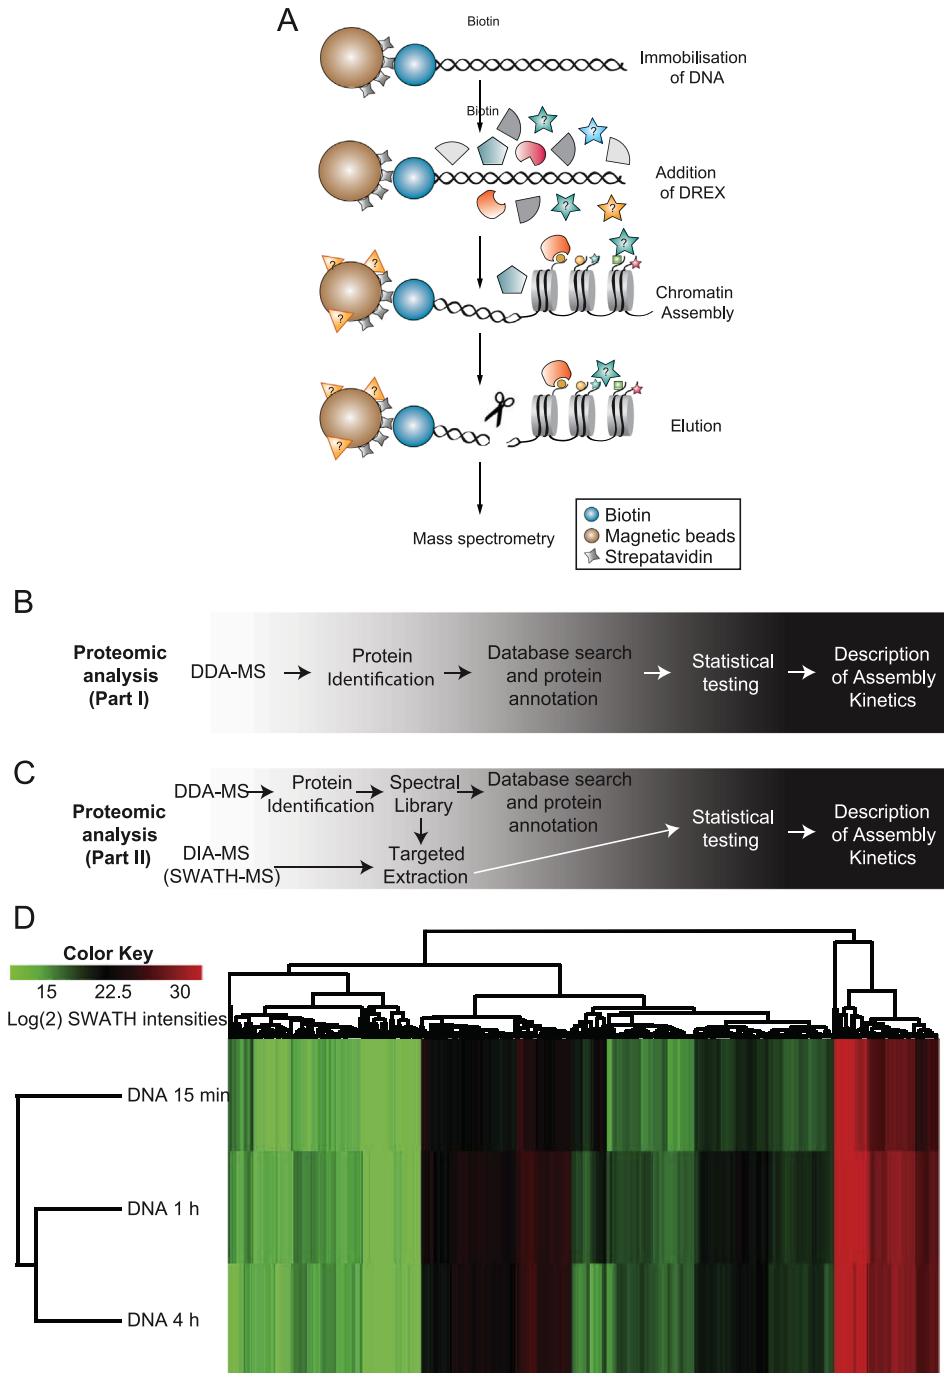 A
Biotin
Immobilisation
of DNA
Biotin
?
?
Addition
of DREX
?
?
?
?
?
?
Chromatin
Assembly
?
?
?
?
Elution
Mass spectrometry
Biotin
Magnetic beads
Strepatavidin
B
Proteomic
analysis
(Part I)
DDA-MS
Protein
Identification
Database search
and protein
annotation
Statistical
testing
Description
of Assembly
Kinetics
C
Proteomic
analysis
(Part II)
DDA-MS
Protein
Identification
Spectral
Library
Database search
and protein
annotation
DIA-MS
(SWATH-MS)
Targeted
Extraction
Statistical
testing
Description
of Assembly
Kinetics
D
Color Key
15 22.5 30
Log(2) SWATH intensities
DNA 15 min
DNA 1 h
DNA 4 h